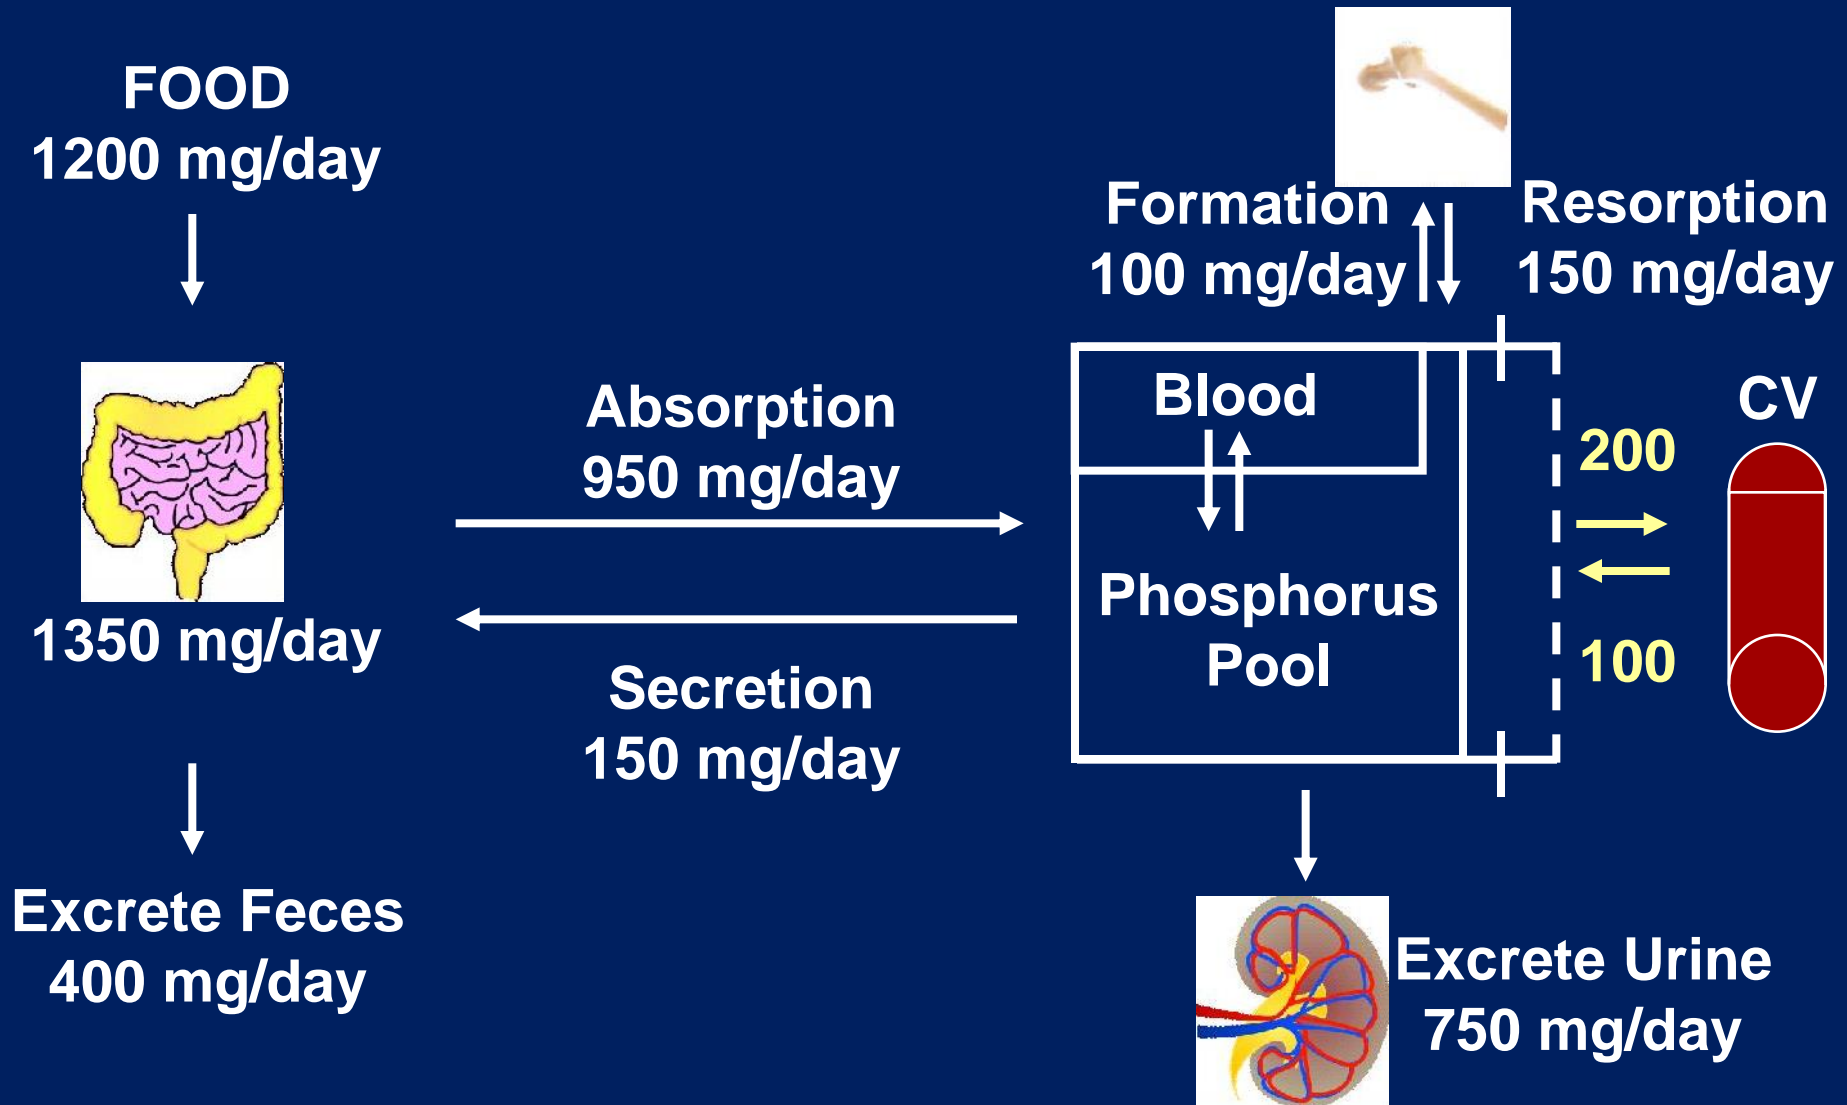 FOOD
1200 mg/day
1350 mg/day
Excrete Feces
400 mg/day
Absorption
950 mg/day
Secretion
150 mg/day
Formation
100 mg/day
Resorption
150 mg/day
Blood
Phosphorus
Pool
CV
200
100
Excrete Urine
750 mg/day